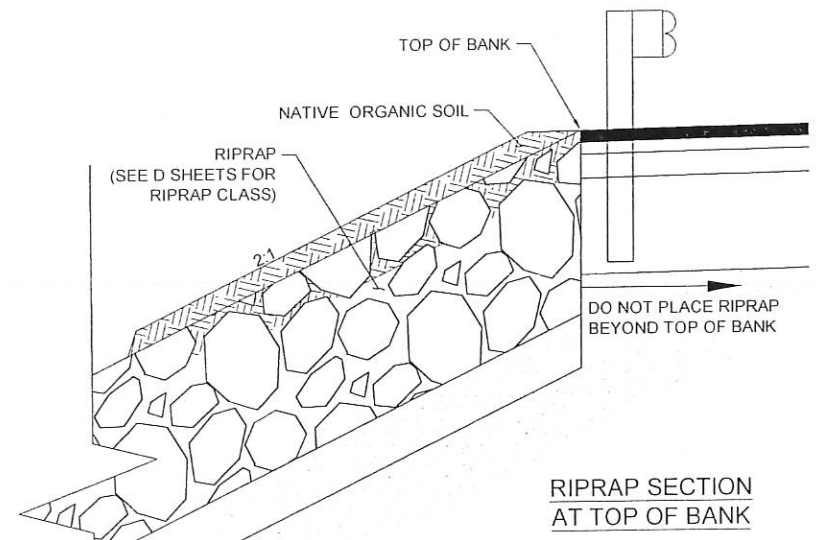 TOP OF BANK
NATIVE ORGANIC SOIL
RIPRAP
(SEE D SHEETS FOR
RIPRAP CLASS)
2:1
DO NOT PLACE RIPRAP
BEYOND TOP OF BANK
RIPRAP SECTION
AT TOP OF BANK